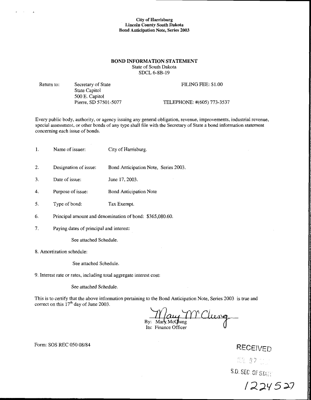 City of Harrisburg
Lincoln County South Dakota
Bond Anticipation Note, Series 2003
BOND INFORMATION STATEMENT
State of South Dakota
SDCL 6-8B-19
Return to: Secretary of State FILING FEE: $1.00
State Capitol
500 E. Capitol
Pierre, SD 57501-5077 TELEPHONE: #(605) 773-3537
Every public body, authority, or agency issuing any general obligation, revenue, improvements, industrial revenue,
special assessment, or other bonds of any type shall file with the Secretary of State a bond information statement
concerning each issue of bonds.
1. Name of issuer: City of Harrisburg.
2. Designation of issue: Bond Anticipation Note, Series 2003.
3. Date of issue: June 17, 2003.
4. Purpose of issue: Bond Anticipation Note
5. Type of bond: Tax Exempt.
6. Principal amount and denomination of bond: $365,080.60.
7. Paying dates of principal and interest:
See attached Schedule.
8. Amortization schedule:
See attached Schedule.
9. Interest rate or rates, including total aggregate interest cost:
See attached Schedule.
This is to certify that the above information pertaining to the Bond Anticipation Note, Series 2003 is true and
correct on this 17th day of June 2003.
Mary McClung
By: Mary McClung
Its: Finance Officer
Form: SOS REC 050 08/84
RECEIVED
S.D. SEC OF
1224527